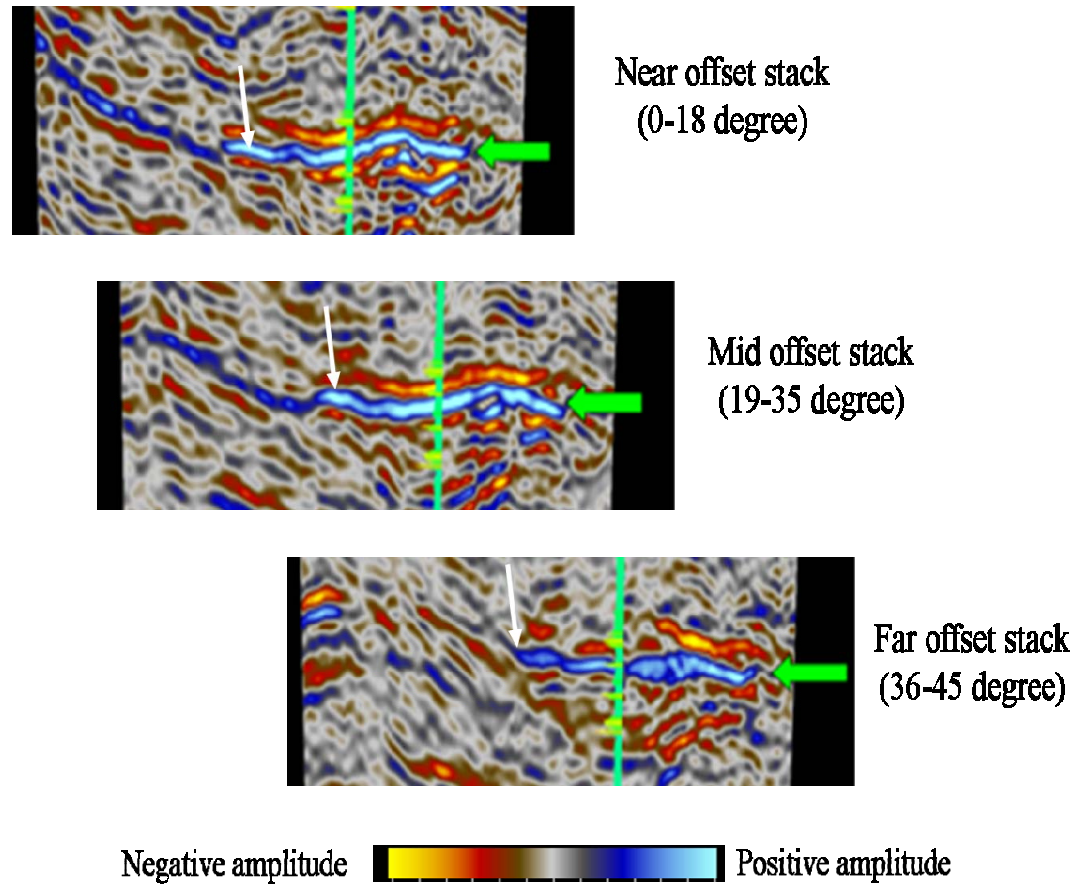 Near offset stack
(0-18 degree)
Mid offset stack
(19-35 degree)
Far offset stack
(36-45 degree)
Negative amplitude
Positive amplitude